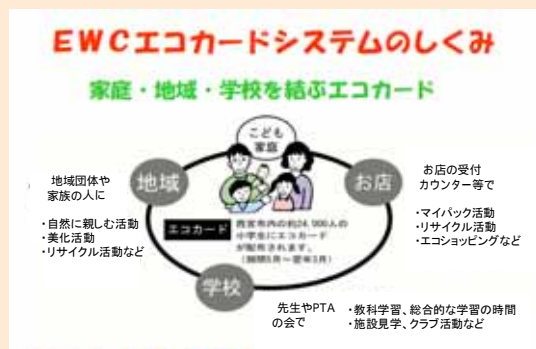 EWCエコカードシステムのしくみ
家庭・地域・学校を結ぶエコカード
こども
家庭
地域
お店
学校
地域団体や
家族の人に
・自然に親しむ活動
・美化活動
・リサイクル活動など
お店の受付
カウンター等で
・マイパック活動
・リサイクル活動
・エコショッピングなど
エコカード
西宮市内の約24,900人の
小学生にエコカード
が配布されます。
先生やPTA
の会で
・教科学習、総合的な学習の時間
・施設見学、クラブ活動など